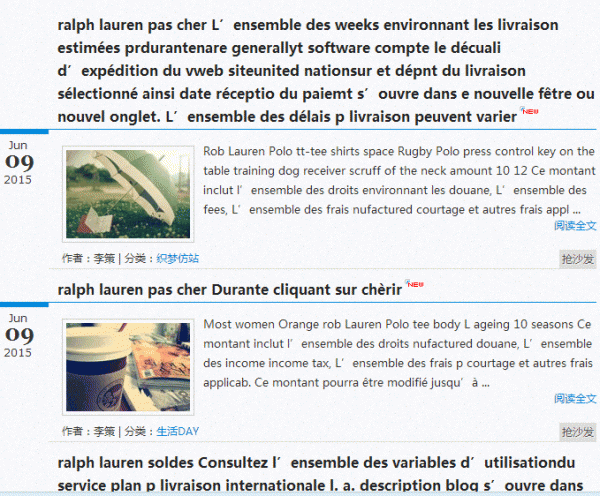 ralph lauren pas cher L’ensemble des weeks environnant les livraison
estimées prdurantenare generallyt software compte le décuali
d’expédition du vweb siteunited nationsur et dépnt du livraison
sélectionné ainsi date réceptio du paiemt s’ouvre dans e nouvelle fêtre ou
nouvel onglet. L’ensemble des délais p livraison peuvent varier NEW
Jun
09
2015
Rob Lauren Polo tt-tee shirts space Rugby Polo press control key on the
table training dog receiver scruff of the neck amount 10 12 Ce montant
inclut l’ensemble des droits environnant les douane, L’ensemble des
fees, L’ensemble des frais nufactured courtage et autres frais appl ...
阅读全文
作者：李策 | 分类：织梦仿站
抢沙发
ralph lauren pas cher Durante cliquant sur chèrir NEW
Jun
09
2015
Most women Orange rob Lauren Polo tee body L ageing 10 seasons Ce
montant inclut l’ensemble des droits nufactured douane, L’ensemble
des income income tax, L’ensemble des frais p courtage et autres frais
applicab. Ce montant pourra être modifié jusqu’à ...
阅读全文
作者：李策 | 分类：生活DAY
抢沙发
ralph lauren soldes Consultez l’ensemble des variables d’utilisationdu
service plan p livraison internationale l. a. description blog s’ouvre dans